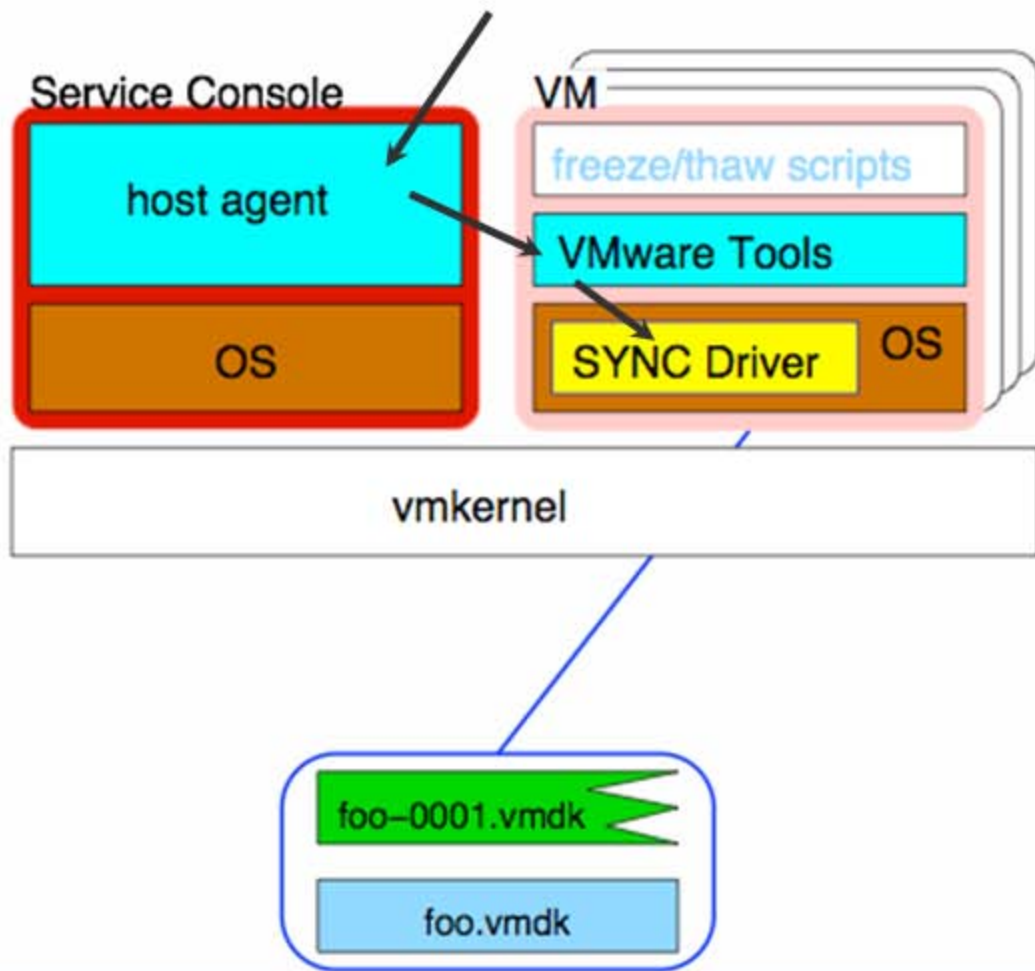 Service Console
VM
host agent
freeze/thaw scripts
VMware Tools
OS
SYNC Driver
OS
vmkernel
foo-0001.vmdk
foo.vmdk